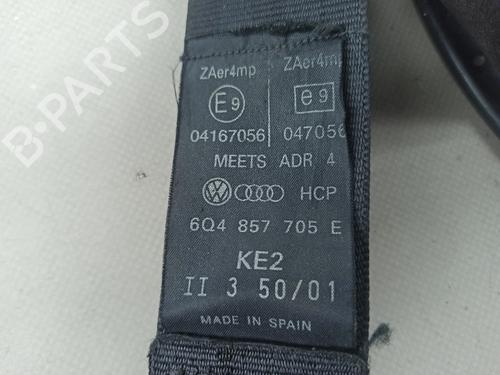 ZAer4mp ZAer4mp
E9 e9
04167056 047056
MEETS ADR 4
HCP
6Q4 857 705 E
KE2
II 3 50/01
MADE IN SPAIN
B-PARTS